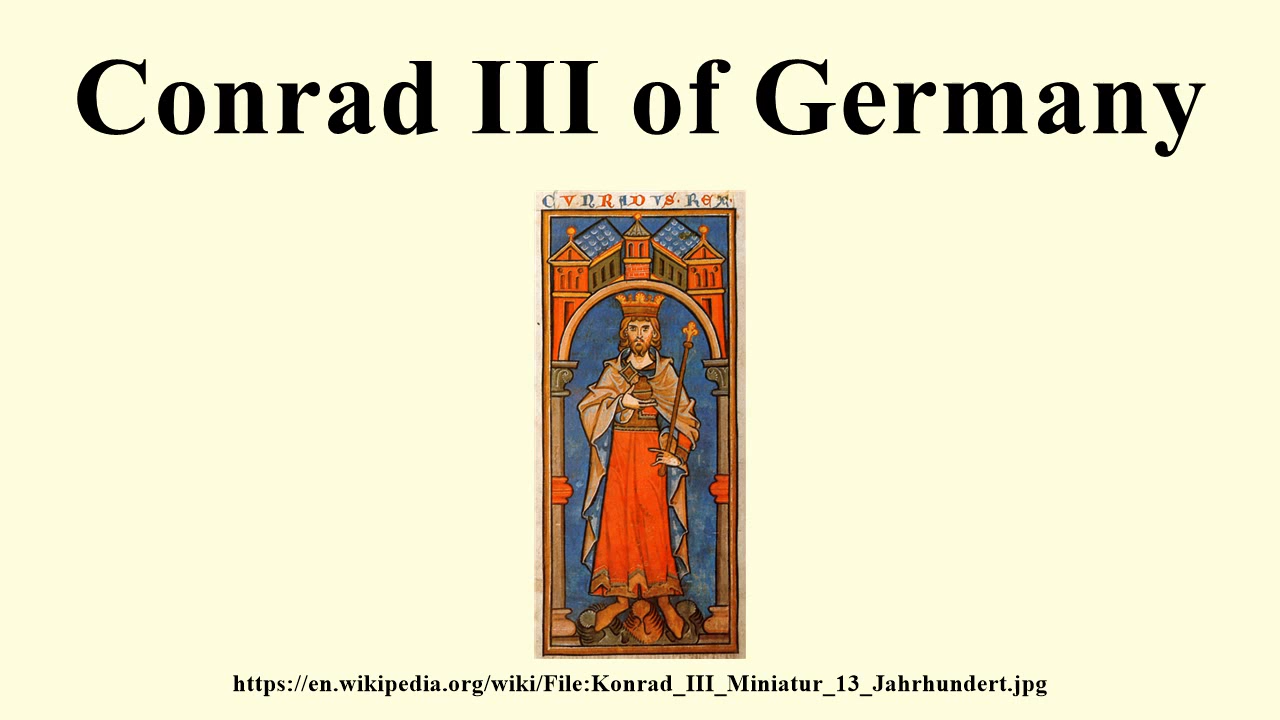 Conrad III of Germany
CVNRADVS·REX·
https://en.wikipedia.org/wiki/File:Konrad_III_Miniatur_13_Jahrhundert.jpg